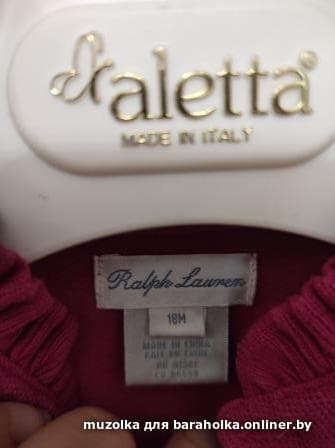 aletta®
MADE IN ITALY
Ralph Lauren
18M
MADE IN CHINA
muzolka для baraholka.onliner.by